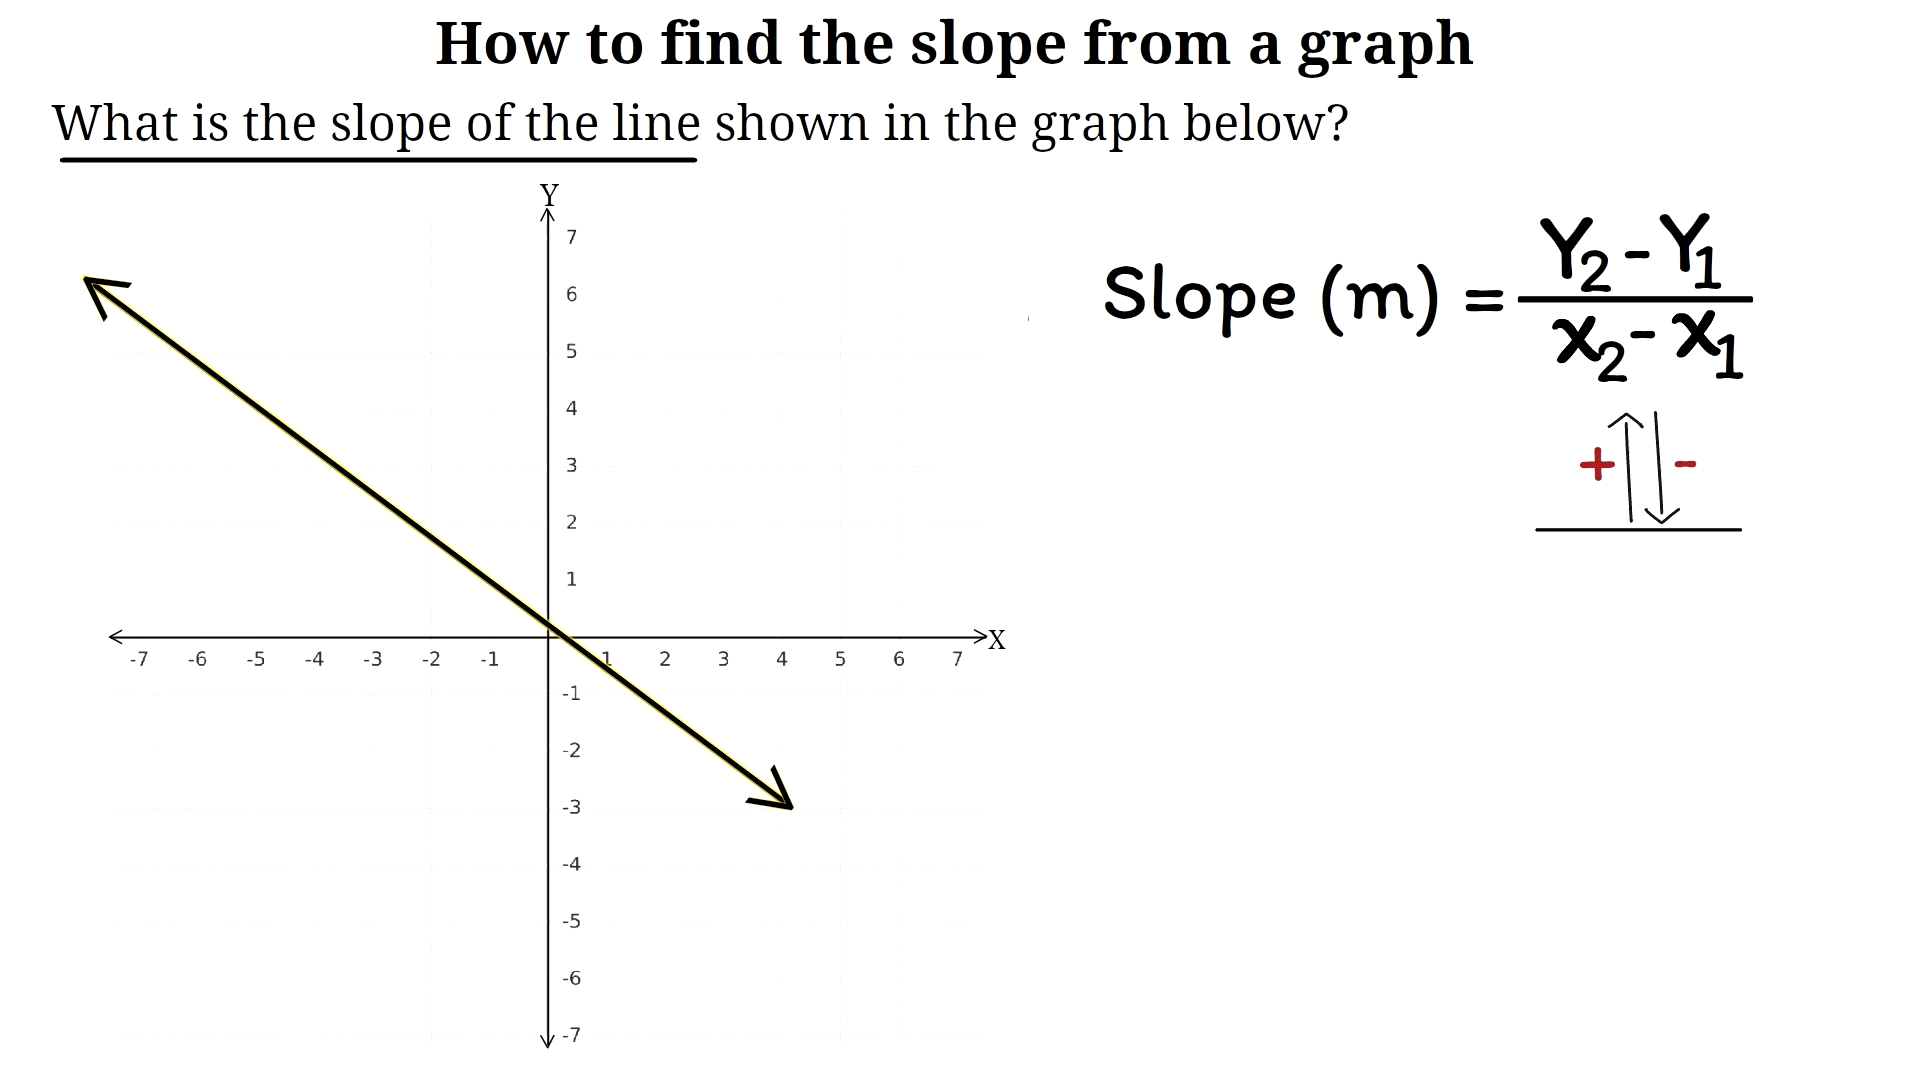 How to find the slope from a graph
What is the slope of the line shown in the graph below?
Y
7
6
5
4
3
2
1
-7 -6 -5 -4 -3 -2 -1 1 2 3 4 5 6 7 X
-1
-2
-3
-4
-5
-6
-7
Slope (m) = Y₂ - Y₁
x₂ - x₁
+ -